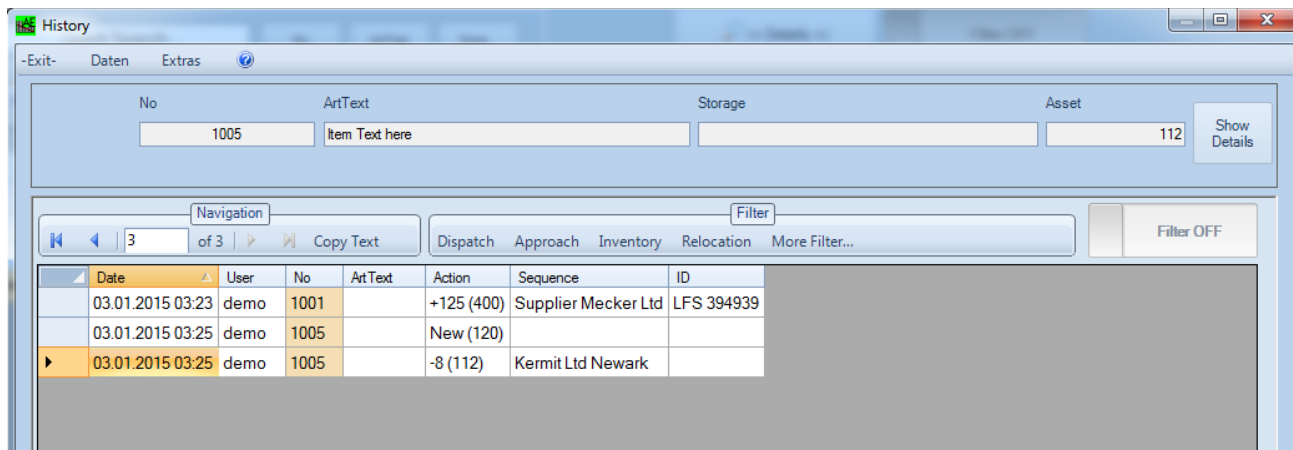 History
-Exit- Daten Extras
No ArtText Storage Asset
1005 Item Text here 112 Show Details
Navigation Filter
3 of 3 Copy Text Dispatch Approach Inventory Relocation More Filter... Filter OFF
Date User No ArtText Action Sequence ID
03.01.2015 03:23 demo 1001 +125 (400) Supplier Mecker Ltd LFS 394939
03.01.2015 03:25 demo 1005 New (120)
03.01.2015 03:25 demo 1005 -8 (112) Kermit Ltd Newark